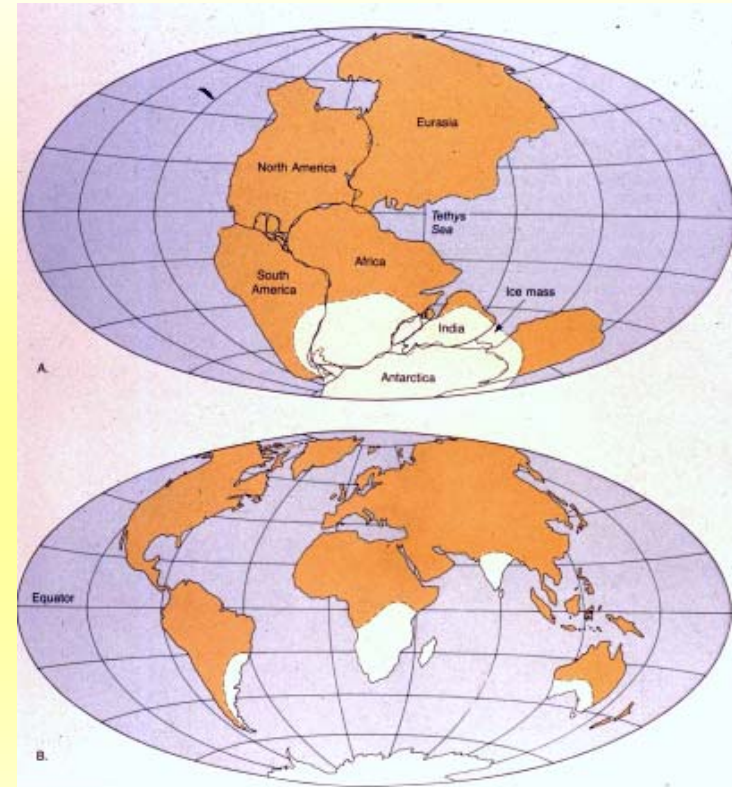 Eurasia
North America
Tethys
Sea
Africa
South
America
Ice mass
India
Antarctica
A.
Equator
B.